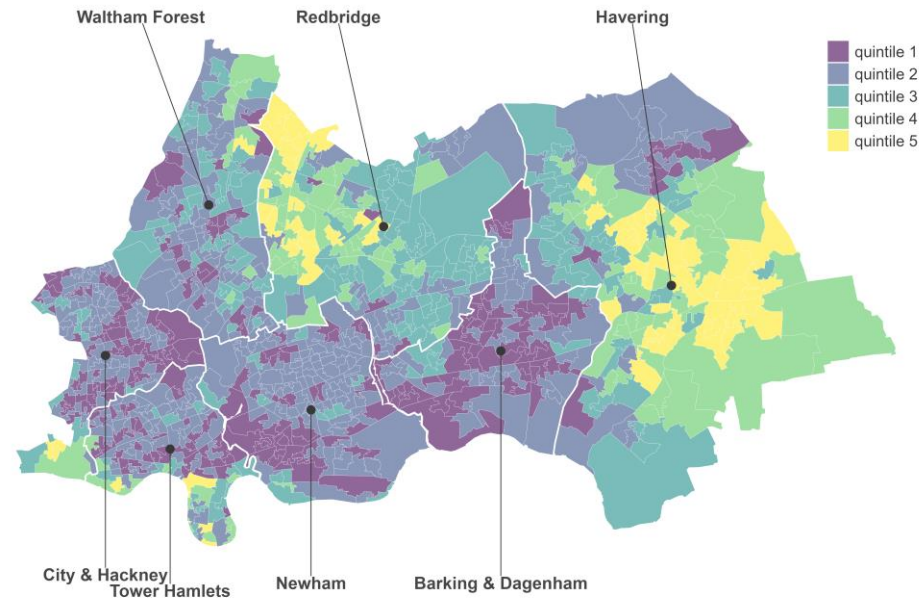 Waltham Forest
Redbridge
Havering
quintile 1
quintile 2
quintile 3
quintile 4
quintile 5
City & Hackney
Tower Hamlets
Newham
Barking & Dagenham